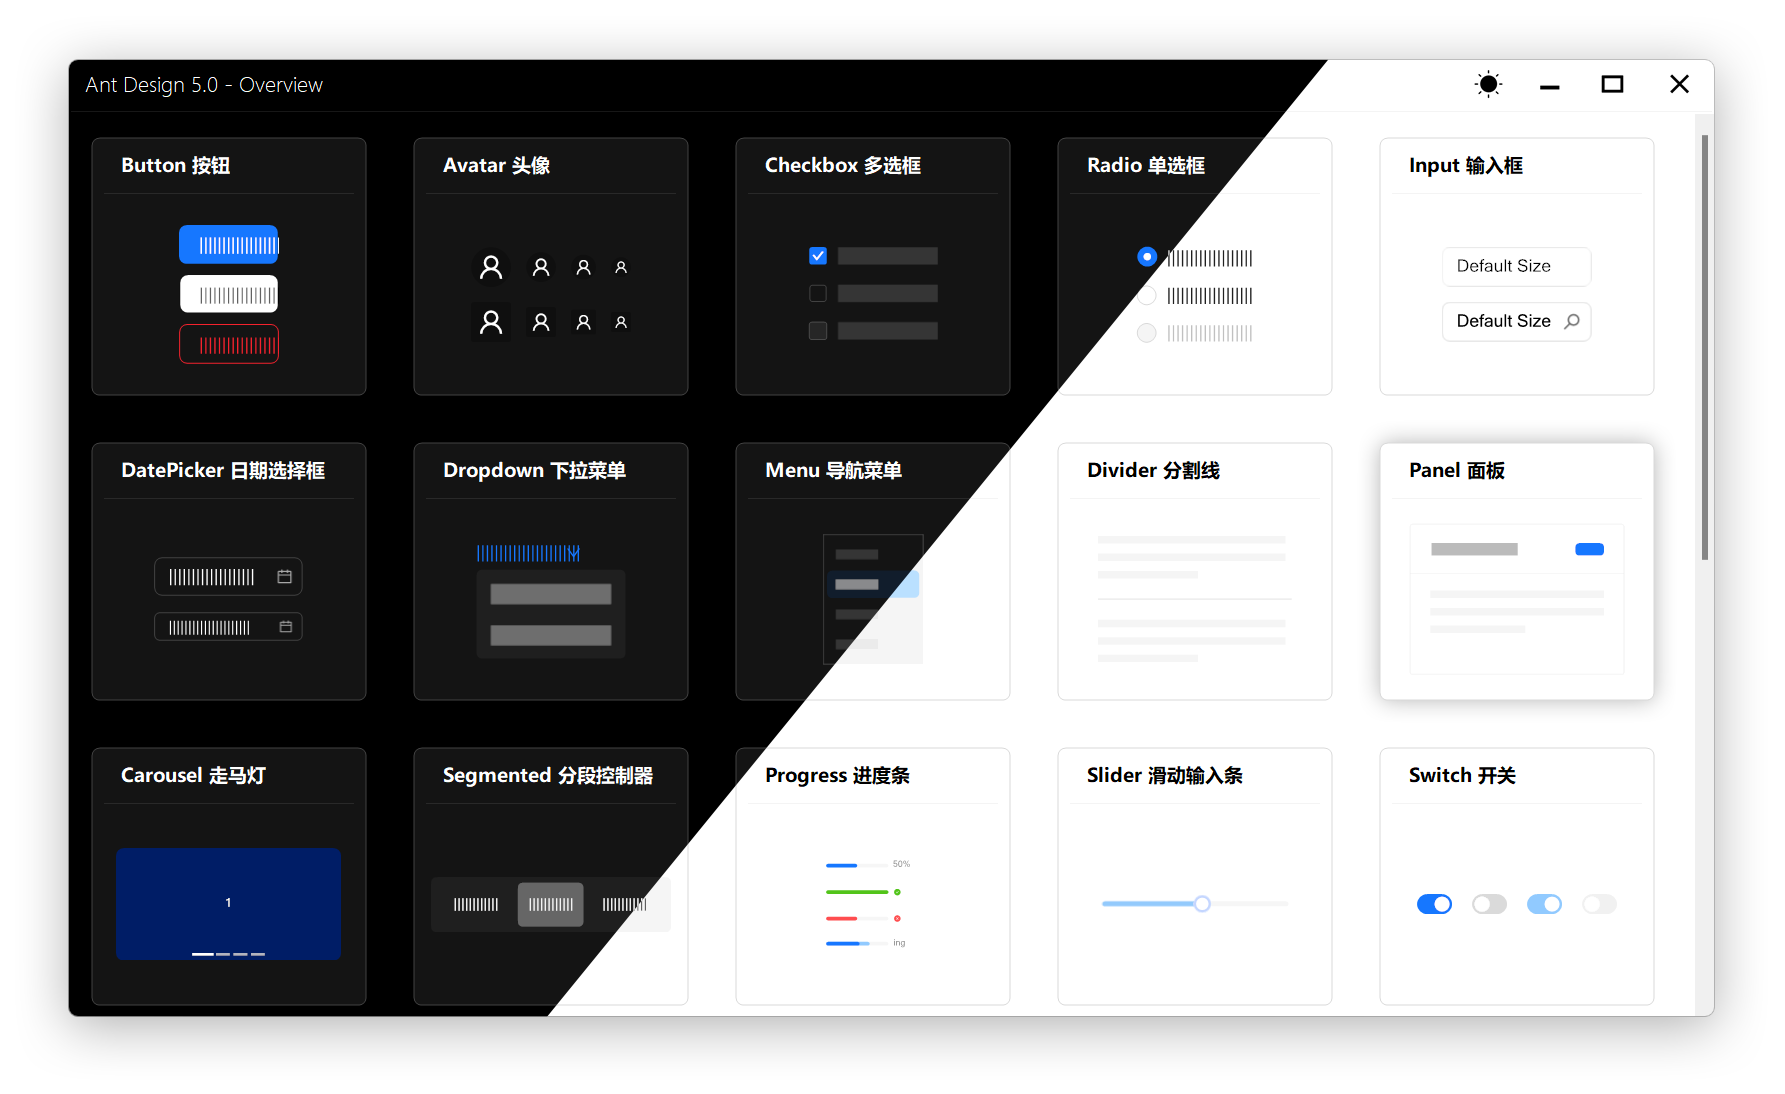 Ant Design 5.0 - Overview
Button 按钮
Avatar 头像
Checkbox 多选框
Radio 单选框
Input 输入框
Default Size
Default Size
DatePicker 日期选择框
Dropdown 下拉菜单
Menu 导航菜单
Divider 分割线
Panel 面板
Carousel 走马灯
1
Segmented 分段控制器
Progress 进度条
50%
ing
Slider 滑动输入条
Switch 开关